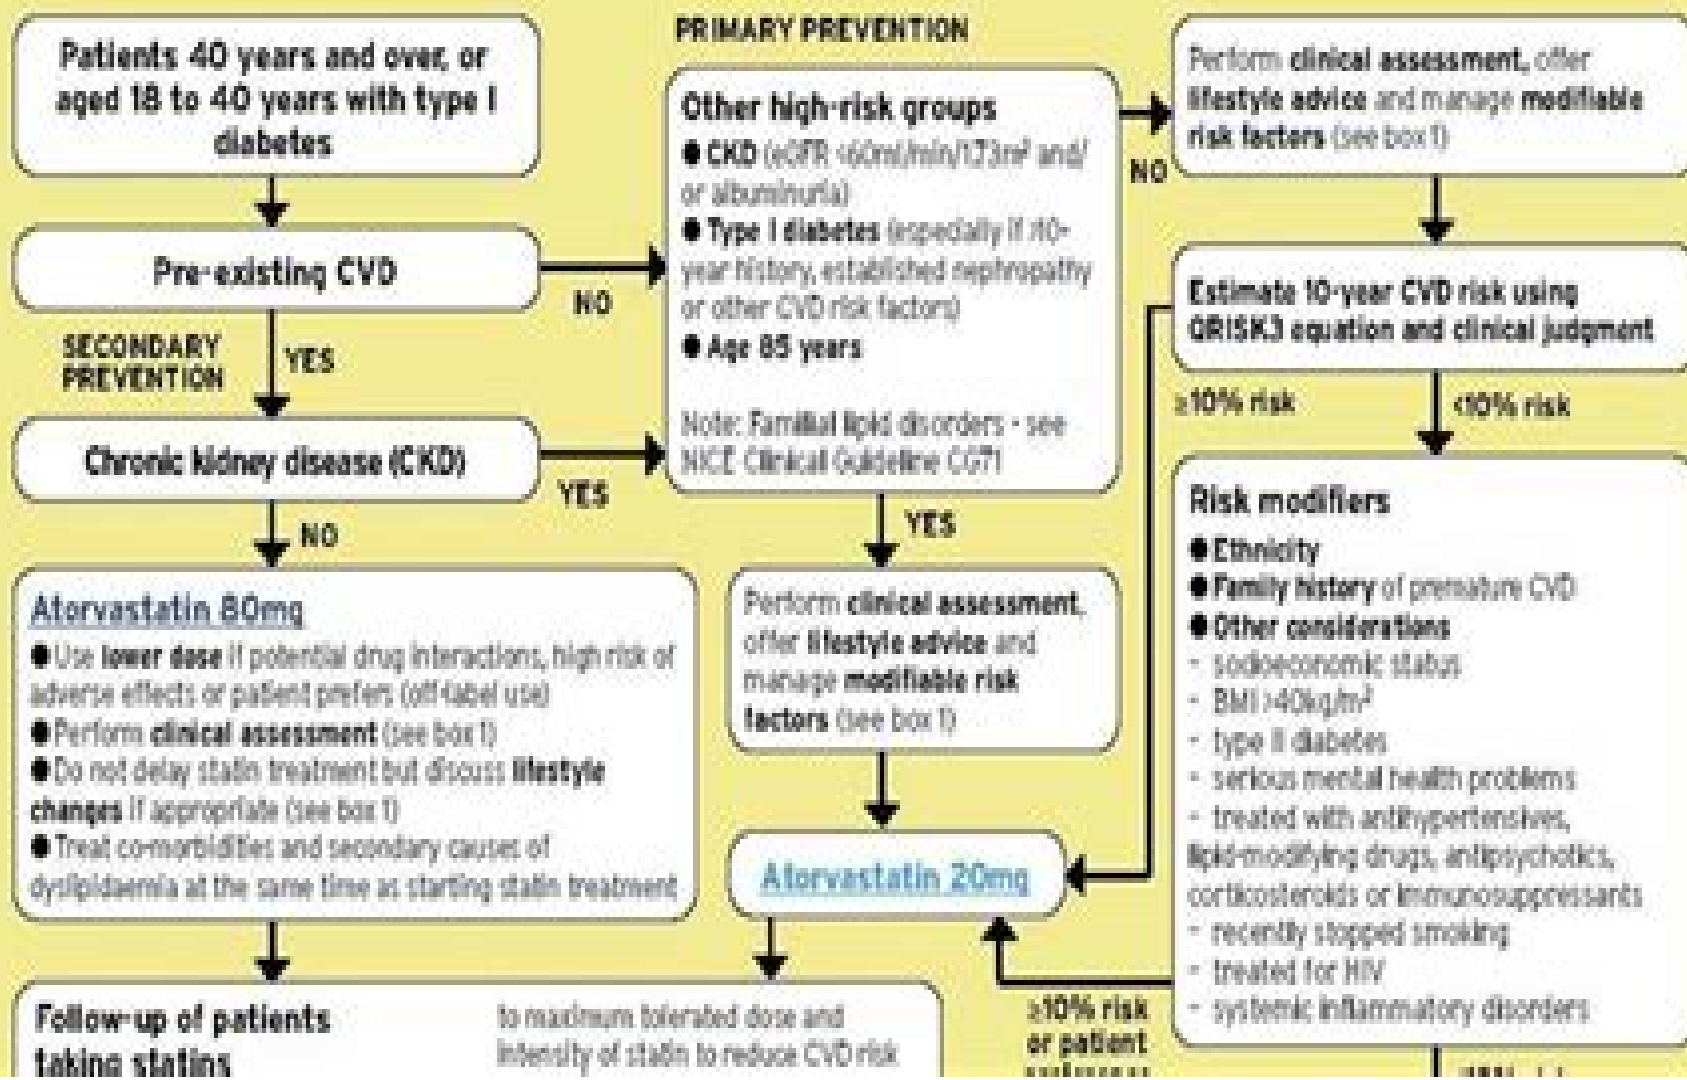 Patients 40 years and over, or
aged 18 to 40 years with type I
diabetes
Pre-existing CVD
NO
SECONDARY
PREVENTION
YES
Chronic kidney disease (CKD)
YES
NO
Atorvastatin 80mg
● Use lower dose if potential drug interactions, high risk of
adverse effects or patient prefers (off-label use)
● Perform clinical assessment (see box 1)
● Do not delay statin treatment but discuss lifestyle
changes if appropriate (see box 1)
● Treat co-morbidities and secondary causes of
dyslipidaemia at the same time as starting statin treatment
PRIMARY PREVENTION
Other high-risk groups
● CKD (eGFR <60ml/min/1.73m² and/
or albuminuria)
● Type I diabetes (especially if
year history, established nephropathy
or other CVD risk factors)
● Age 85 years
Note: Familial lipid disorders - see
NICE Clinical Guideline CG71
NO
YES
Perform clinical assessment,
offer lifestyle advice and
manage modifiable risk
factors (see box 1)
Atorvastatin 20mg
Perform clinical assessment, offer
lifestyle advice and manage modifiable
risk factors (see box 1)
Estimate 10-year CVD risk using
QRISK3 equation and clinical judgment
≥10% risk
<10% risk
Risk modifiers
● Ethnicity
● Family history of premature CVD
● Other considerations
- socioeconomic status
- BMI >40kg/m²
- type II diabetes
- serious mental health problems
- treated with antihypertensives,
lipid-modifying drugs, antipsychotics,
corticosteroids or immunosuppressants
- recently stopped smoking
- treated for HIV
- systemic inflammatory disorders
≥10% risk
or patient
Follow-up of patients
taking statins
to maximum tolerated dose and
intensity of statin to reduce CVD risk